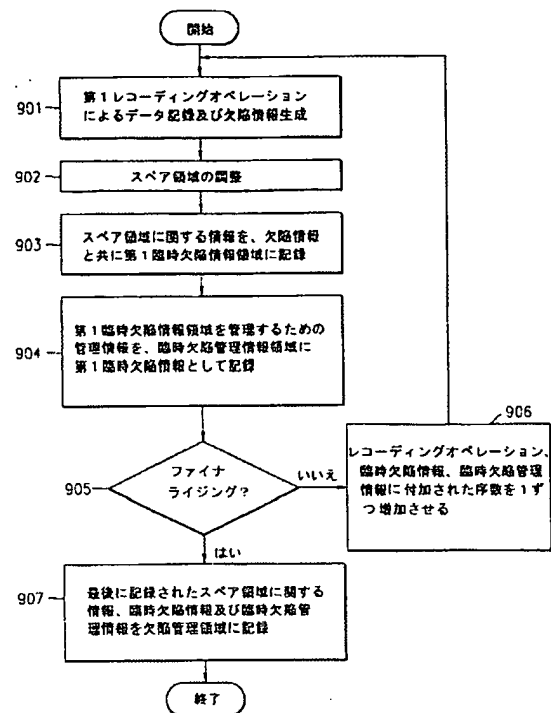 開始
901
第1レコーディングオペレーション
によるデータ記録及び欠陥情報生成
902
スペア領域の調整
903
スペア領域に関する情報を、欠陥情報
と共に第1臨時欠陥情報領域に記録
904
第1臨時欠陥情報領域を管理するための
管理情報を、臨時欠陥管理情報領域に
第1臨時欠陥情報として記録
905
ファイナ
ライジング?
いいえ
906
レコーディングオペレーション、
臨時欠陥情報、臨時欠陥管理
情報に付加された序数を1ず
つ増加させる
はい
907
最後に記録されたスペア領域に関する
情報、臨時欠陥情報及び臨時欠陥管
理情報を欠陥管理領域に記録
終了